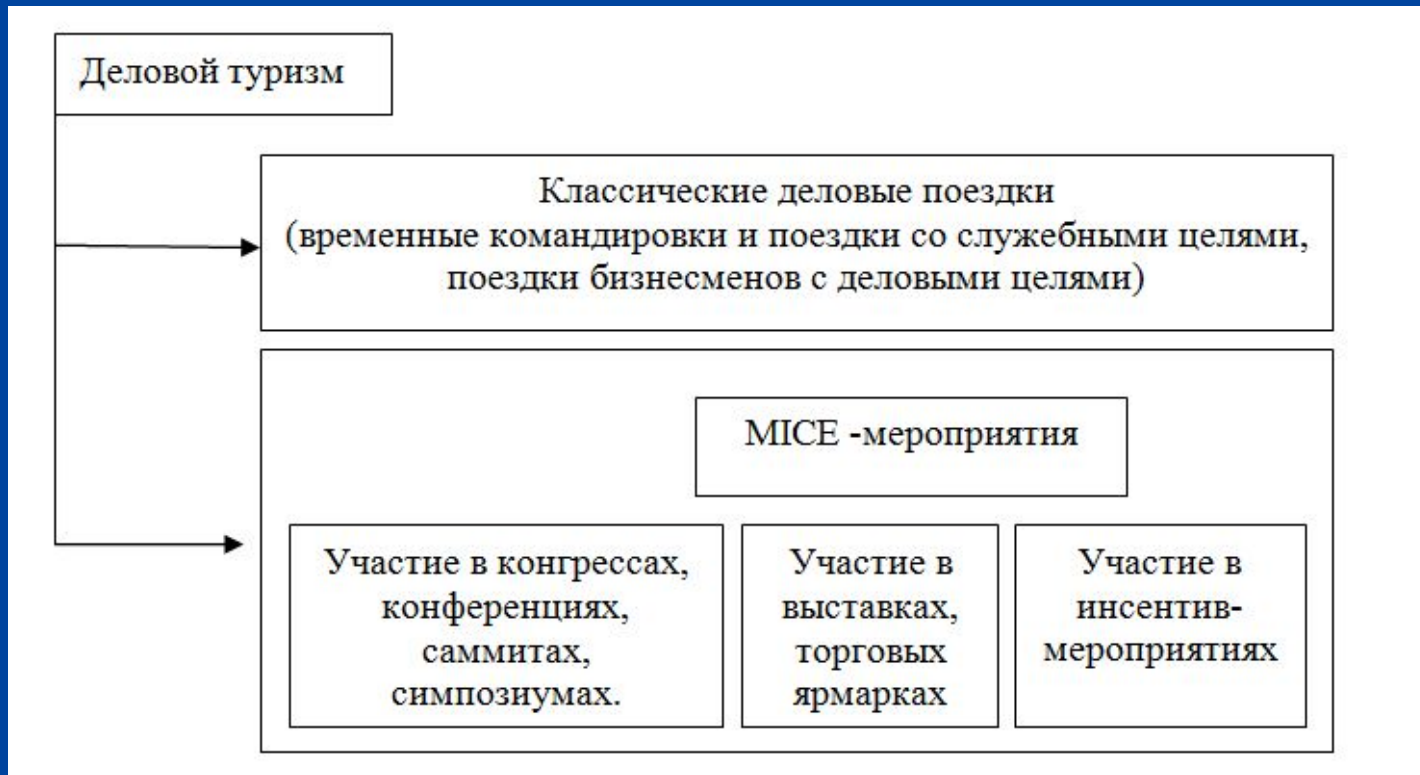 Деловой туризм
Классические деловые поездки
(временные командировки и поездки со служебными целями,
поездки бизнесменов с деловыми целями)
MICE -мероприятия
Участие в конгрессах,
конференциях,
саммитах,
симпозиумах.
Участие в
выставках,
торговых
ярмарках
Участие в
инсентив-
мероприятиях